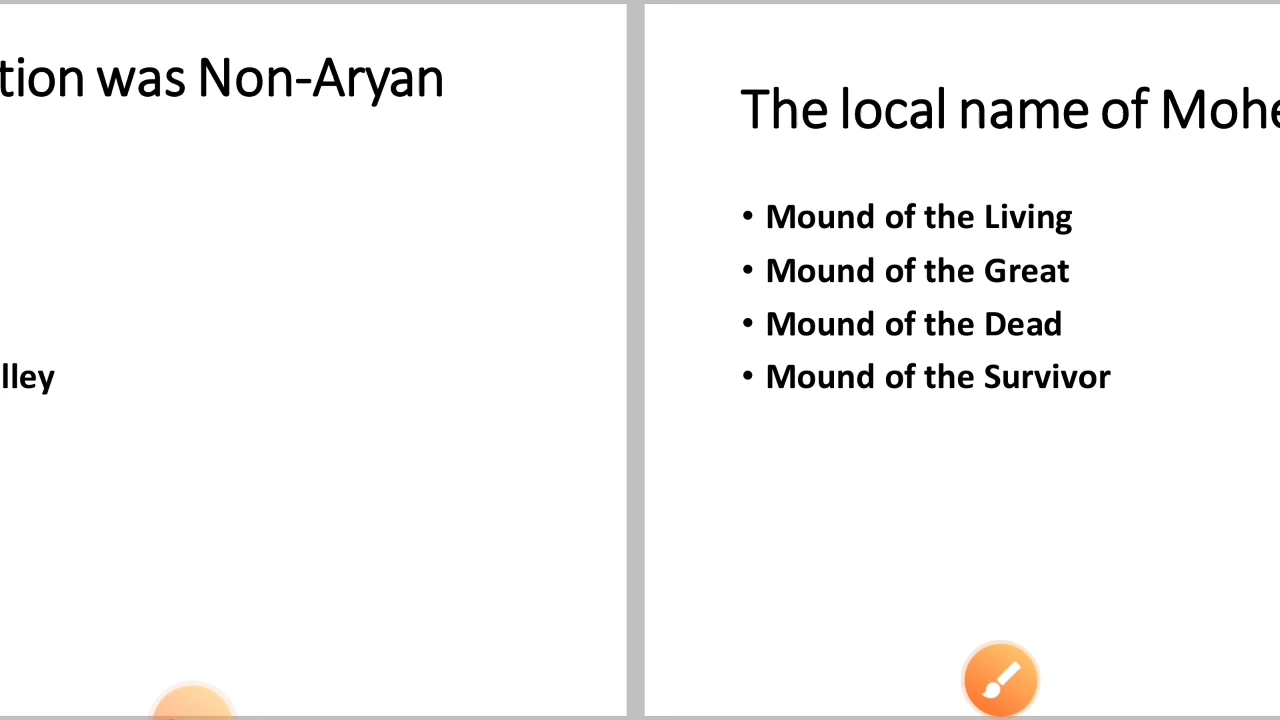 tion was Non-Aryan
lley
The local name of Mohe
• Mound of the Living
• Mound of the Great
• Mound of the Dead
• Mound of the Survivor